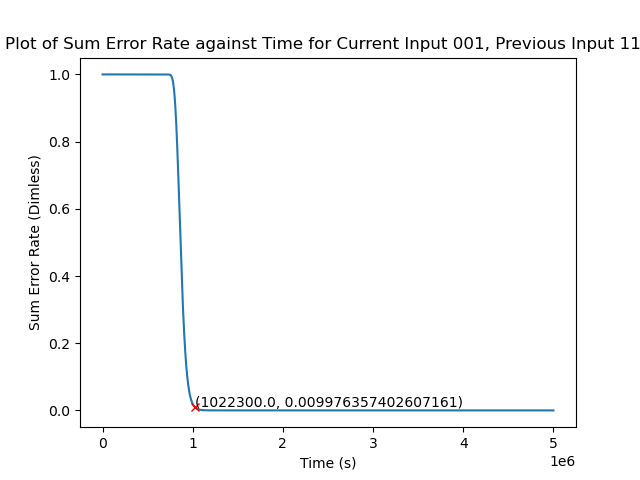 Plot of Sum Error Rate against Time for Current Input 001, Previous Input 11
1.0
0.8
0.6
0.4
0.2
0.0
Sum Error Rate (Dimless)
(1022300.0, 0.009976357402607161)
0 1 2 3 4 5
1e6
Time (s)